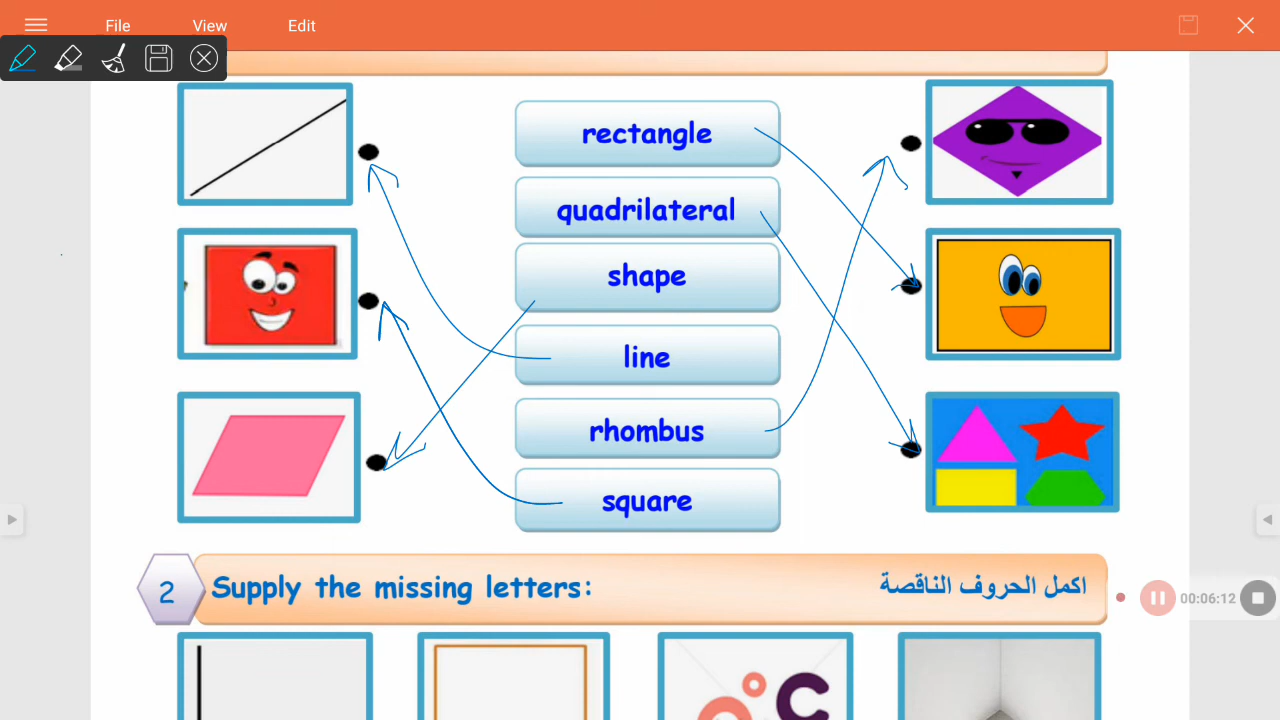 File View Edit
rectangle
quadrilateral
shape
line
rhombus
square
2 Supply the missing letters: اكمل الحروف الناقصة
00:06:12
°C